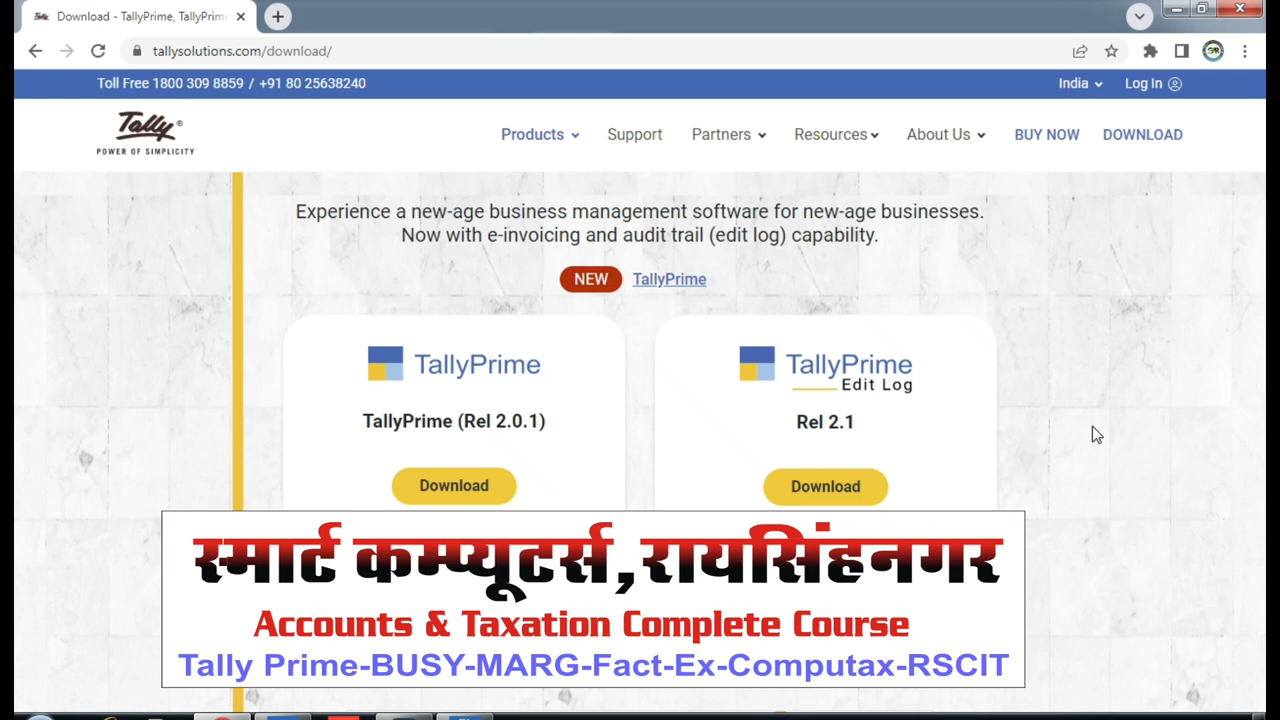 Download - TallyPrime, TallyPrim
tallysolutions.com/download/
Toll Free 1800 309 8859 / +91 80 25638240
India
Log In
Tally
POWER OF SIMPLICITY
Products
Support
Partners
Resources
About Us
BUY NOW
DOWNLOAD
Experience a new-age business management software for new-age businesses.
Now with e-invoicing and audit trail (edit log) capability.
NEW TallyPrime
TallyPrime
TallyPrime (Rel 2.0.1)
Download
TallyPrime
Edit Log
Rel 2.1
Download
स्मार्ट कम्प्यूटर्स,रायसिंहनगर
Accounts & Taxation Complete Course
Tally Prime-BUSY-MARG-Fact-Ex-Computax-RSCIT